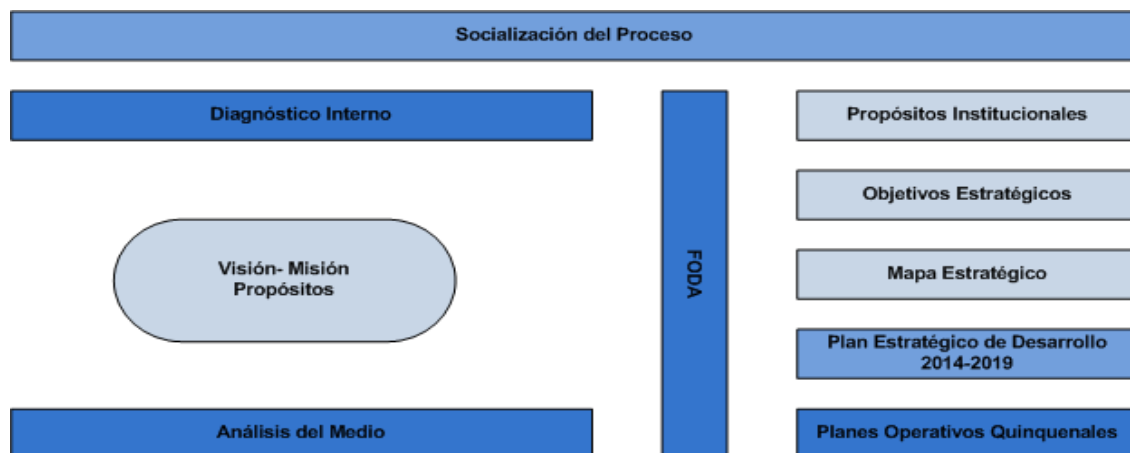 Socialización del Proceso
Diagnóstico Interno
Visión- Misión
Propósitos
Análisis del Medio
FODA
Propósitos Institucionales
Objetivos Estratégicos
Mapa Estratégico
Plan Estratégico de Desarrollo
2014-2019
Planes Operativos Quinquenales